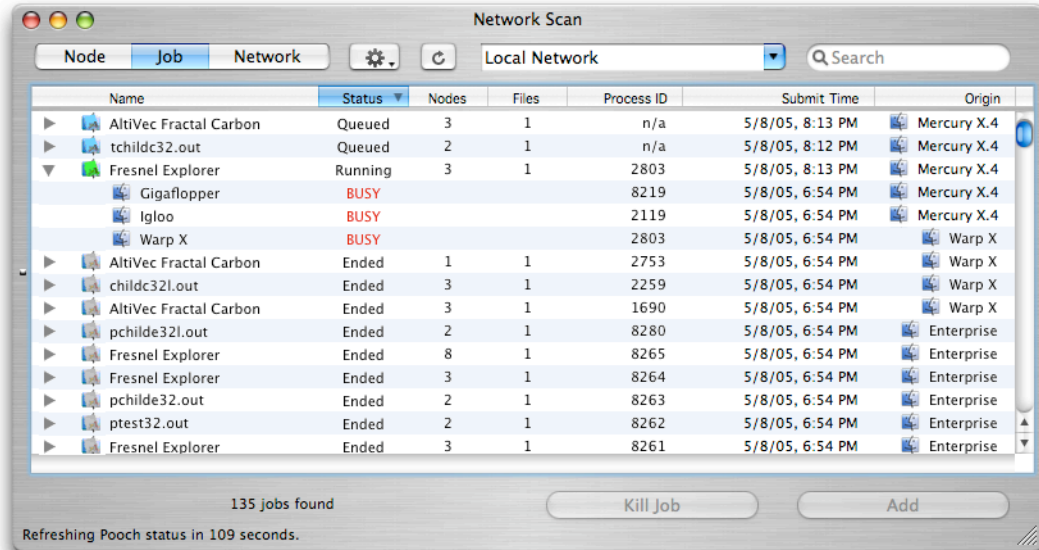 Network Scan
Node Job Network Local Network Search
Name Status Nodes Files Process ID Submit Time Origin
AltiVec Fractal Carbon Queued 3 1 n/a 5/8/05, 8:13 PM Mercury X.4
tchildc32.out Queued 2 1 n/a 5/8/05, 8:12 PM Mercury X.4
Fresnel Explorer Running 3 1 2803 5/8/05, 8:13 PM Mercury X.4
Gigaflopper BUSY 8219 5/8/05, 6:54 PM Mercury X.4
Igloo BUSY 2119 5/8/05, 6:54 PM Mercury X.4
Warp X BUSY 2803 5/8/05, 6:54 PM Warp X
AltiVec Fractal Carbon Ended 1 1 2753 5/8/05, 6:54 PM Warp X
childc32l.out Ended 3 1 2259 5/8/05, 6:54 PM Warp X
AltiVec Fractal Carbon Ended 3 1 1690 5/8/05, 6:54 PM Warp X
pchilde32l.out Ended 2 1 8280 5/8/05, 6:54 PM Enterprise
Fresnel Explorer Ended 8 1 8265 5/8/05, 6:54 PM Enterprise
Fresnel Explorer Ended 3 1 8264 5/8/05, 6:54 PM Enterprise
pchilde32.out Ended 2 1 8263 5/8/05, 6:54 PM Enterprise
ptest32.out Ended 2 1 8262 5/8/05, 6:54 PM Enterprise
Fresnel Explorer Ended 3 1 8261 5/8/05, 6:54 PM Enterprise
135 jobs found Kill Job Add
Refreshing Pooch status in 109 seconds.